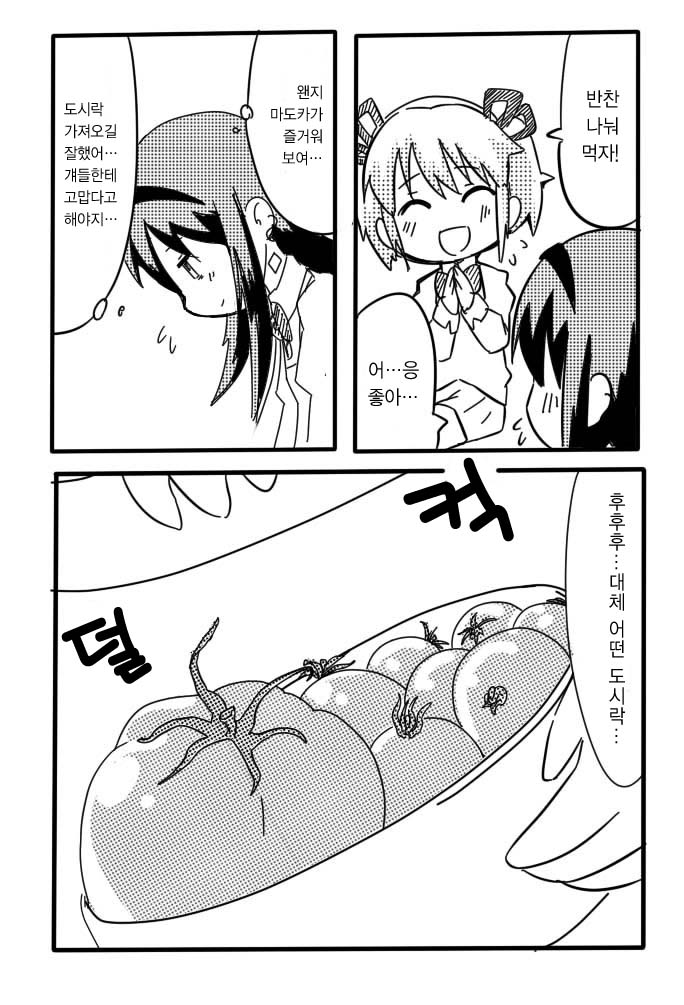 반찬
나눠
먹자!
어…응
좋아…
왠지
마도카가
즐거워
보여…
도시락
가져오길
잘했어…
걔들한테
고맙다고
해야지…
후후후…대체 어떤 도시락…
덜
컥